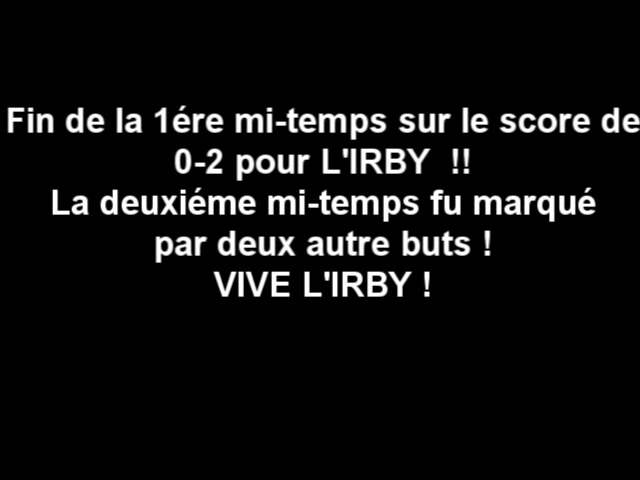 Fin de la 1ére mi-temps sur le score de
0-2 pour L'IRBY  !!
La deuxiéme mi-temps fu marqué
par deux autre buts !
VIVE L'IRBY !